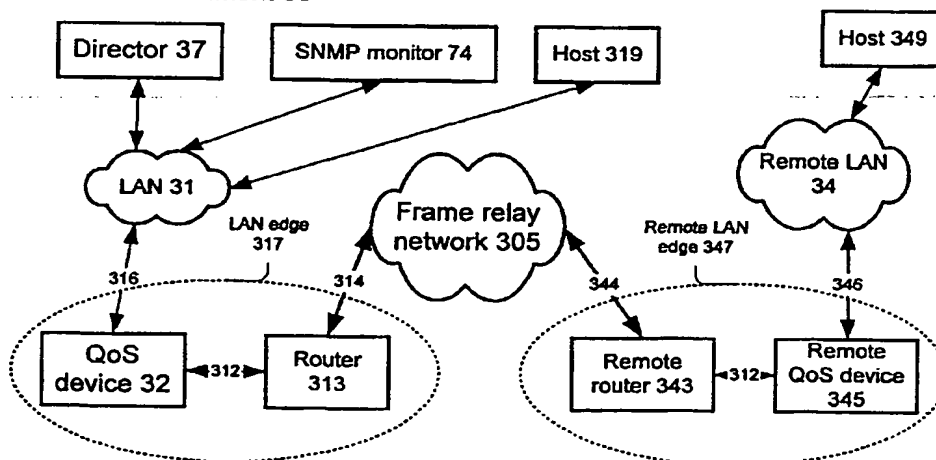 Director 37
SNMP monitor 74
Host 319
Host 349
LAN 31
Remote LAN
34
Frame relay
network 305
LAN edge
317
Remote LAN
edge 347
316
314
344
346
QoS
device 32
312
Router
313
Remote
router 343
312
Remote
QoS device
345